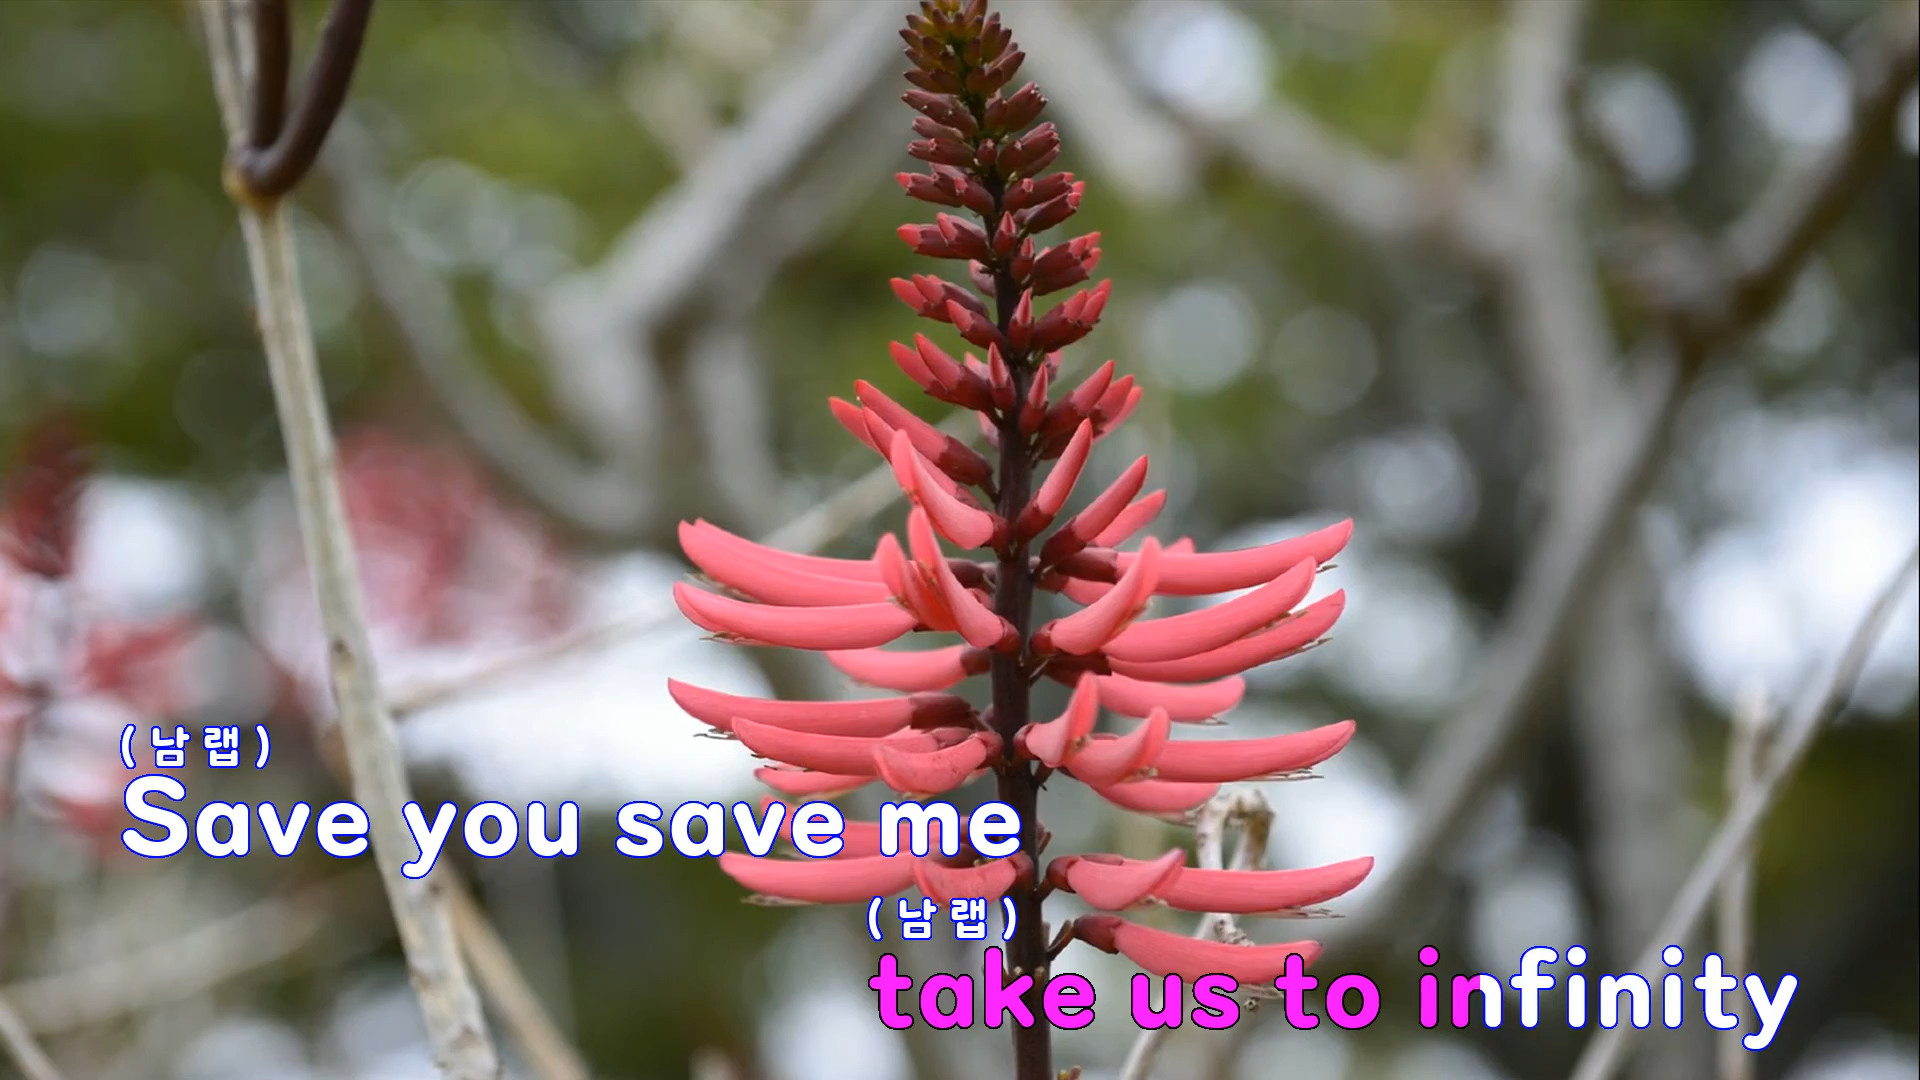 ( 남 랩 )
Save you save me
( 남 랩 )
take us to infinity